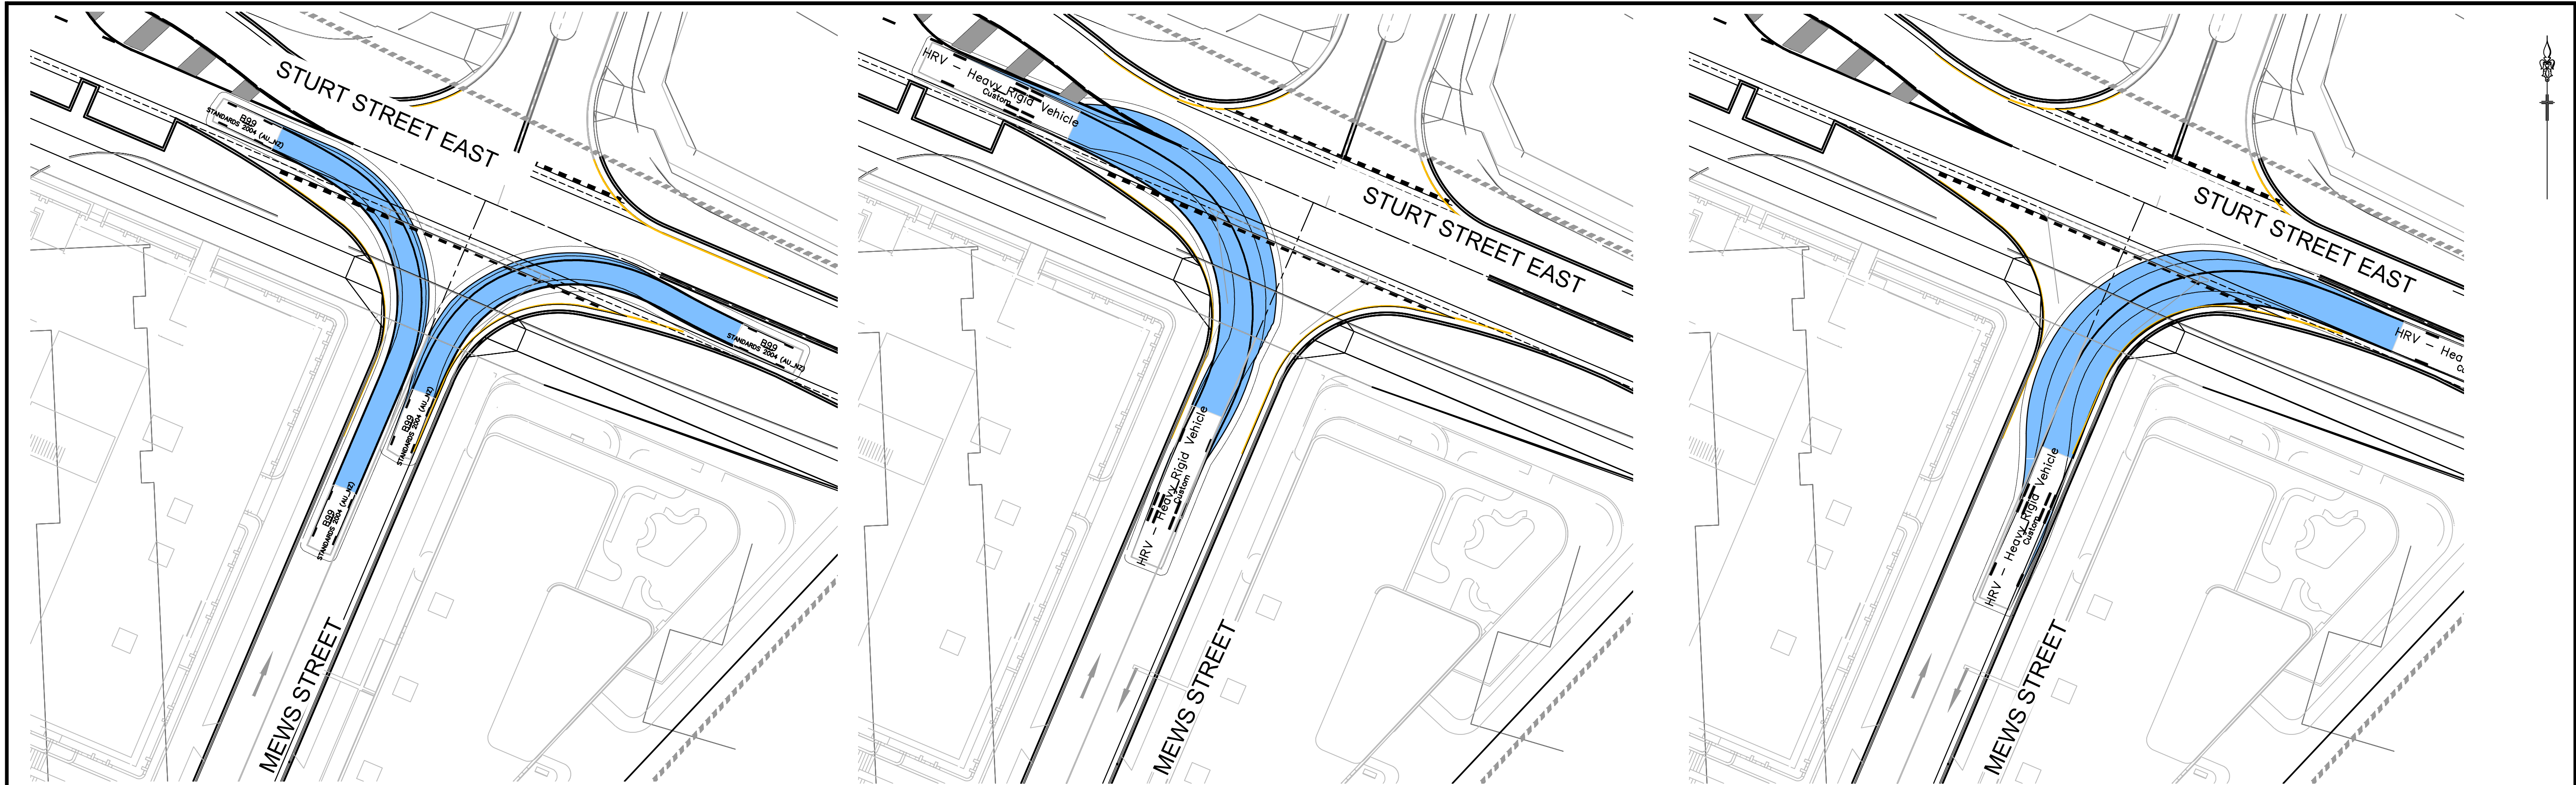 STURT STREET EAST
B99
STANDARDS 2004 (AU_NZ)
B99
STANDARDS 2004 (AU_NZ)
B99
STANDARDS 2004 (AU_NZ)
B99
STANDARDS 2004 (AU_NZ)
MEWS STREET
HRV - Heavy Rigid Vehicle
Custom
STURT STREET EAST
HRV - Heavy Rigid Vehicle
Custom
MEWS STREET
STURT STREET EAST
HRV - Hea
Cu
HRV - Heavy Rigid Vehicle
Custom
MEWS STREET